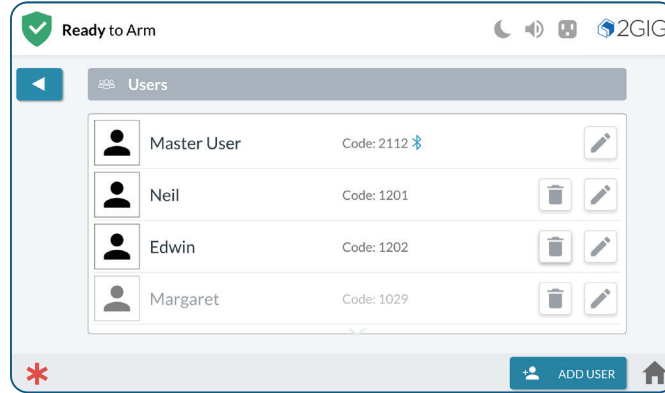 Ready to Arm
2GIG
Users
Master User Code: 2112
Neil Code: 1201
Edwin Code: 1202
Margaret Code: 1029
ADD USER